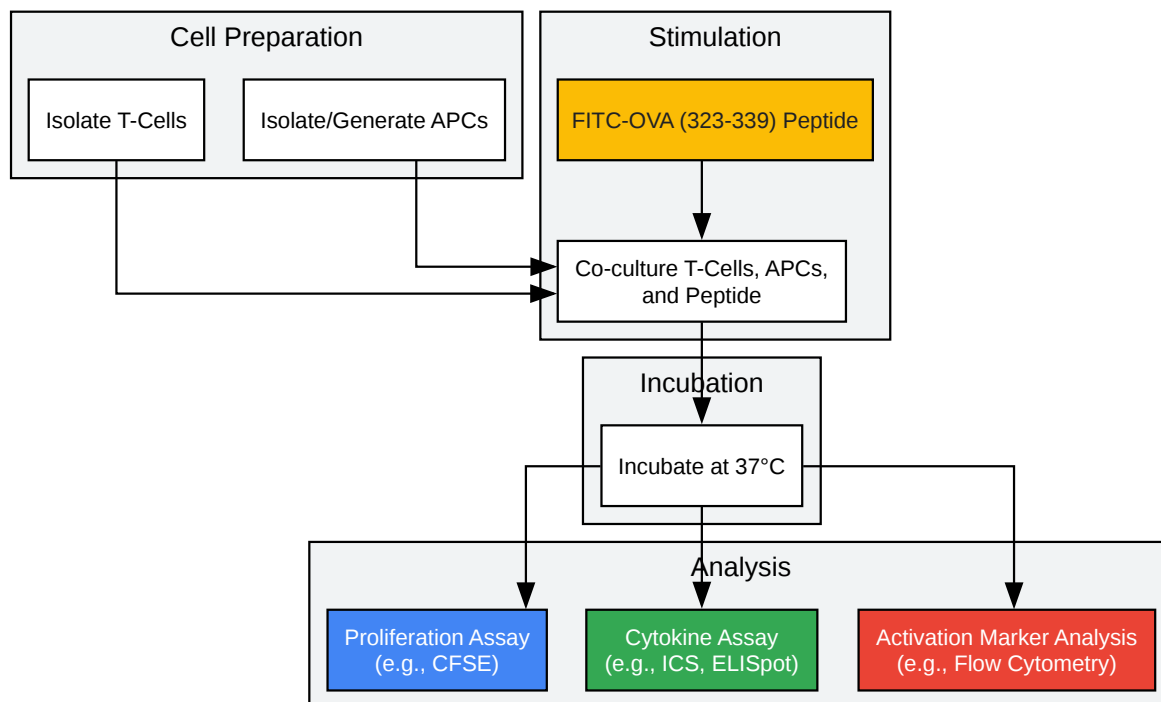 Cell Preparation
Isolate T-Cells
Isolate/Generate APCs
Stimulation
FITC-OVA (323-339) Peptide
Co-culture T-Cells, APCs,
and Peptide
Incubation
Incubate at 37°C
Analysis
Proliferation Assay
(e.g., CFSE)
Cytokine Assay
(e.g., ICS, ELISpot)
Activation Marker Analysis
(e.g., Flow Cytometry)